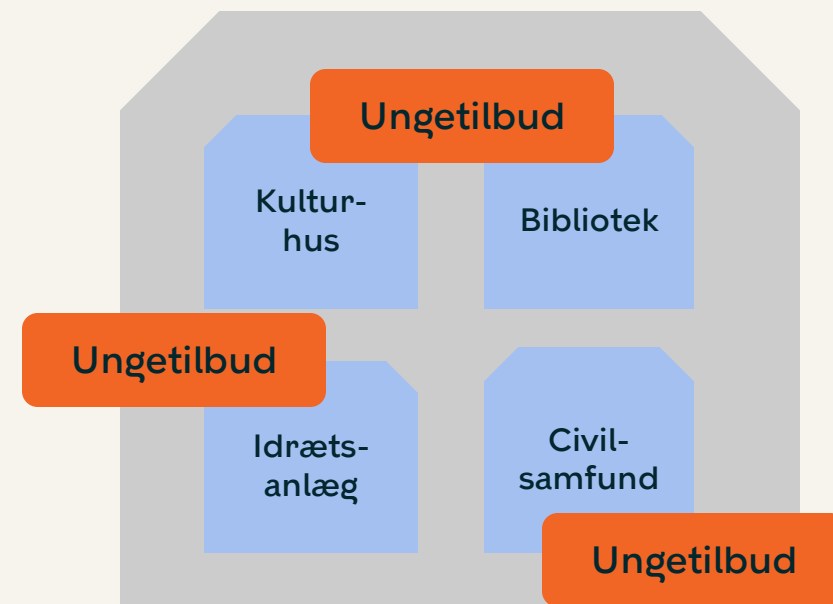 Ungetilbud
Kultur-
hus
Bibliotek
Ungetilbud
Idræts-
anlæg
Civil-
samfund
Ungetilbud